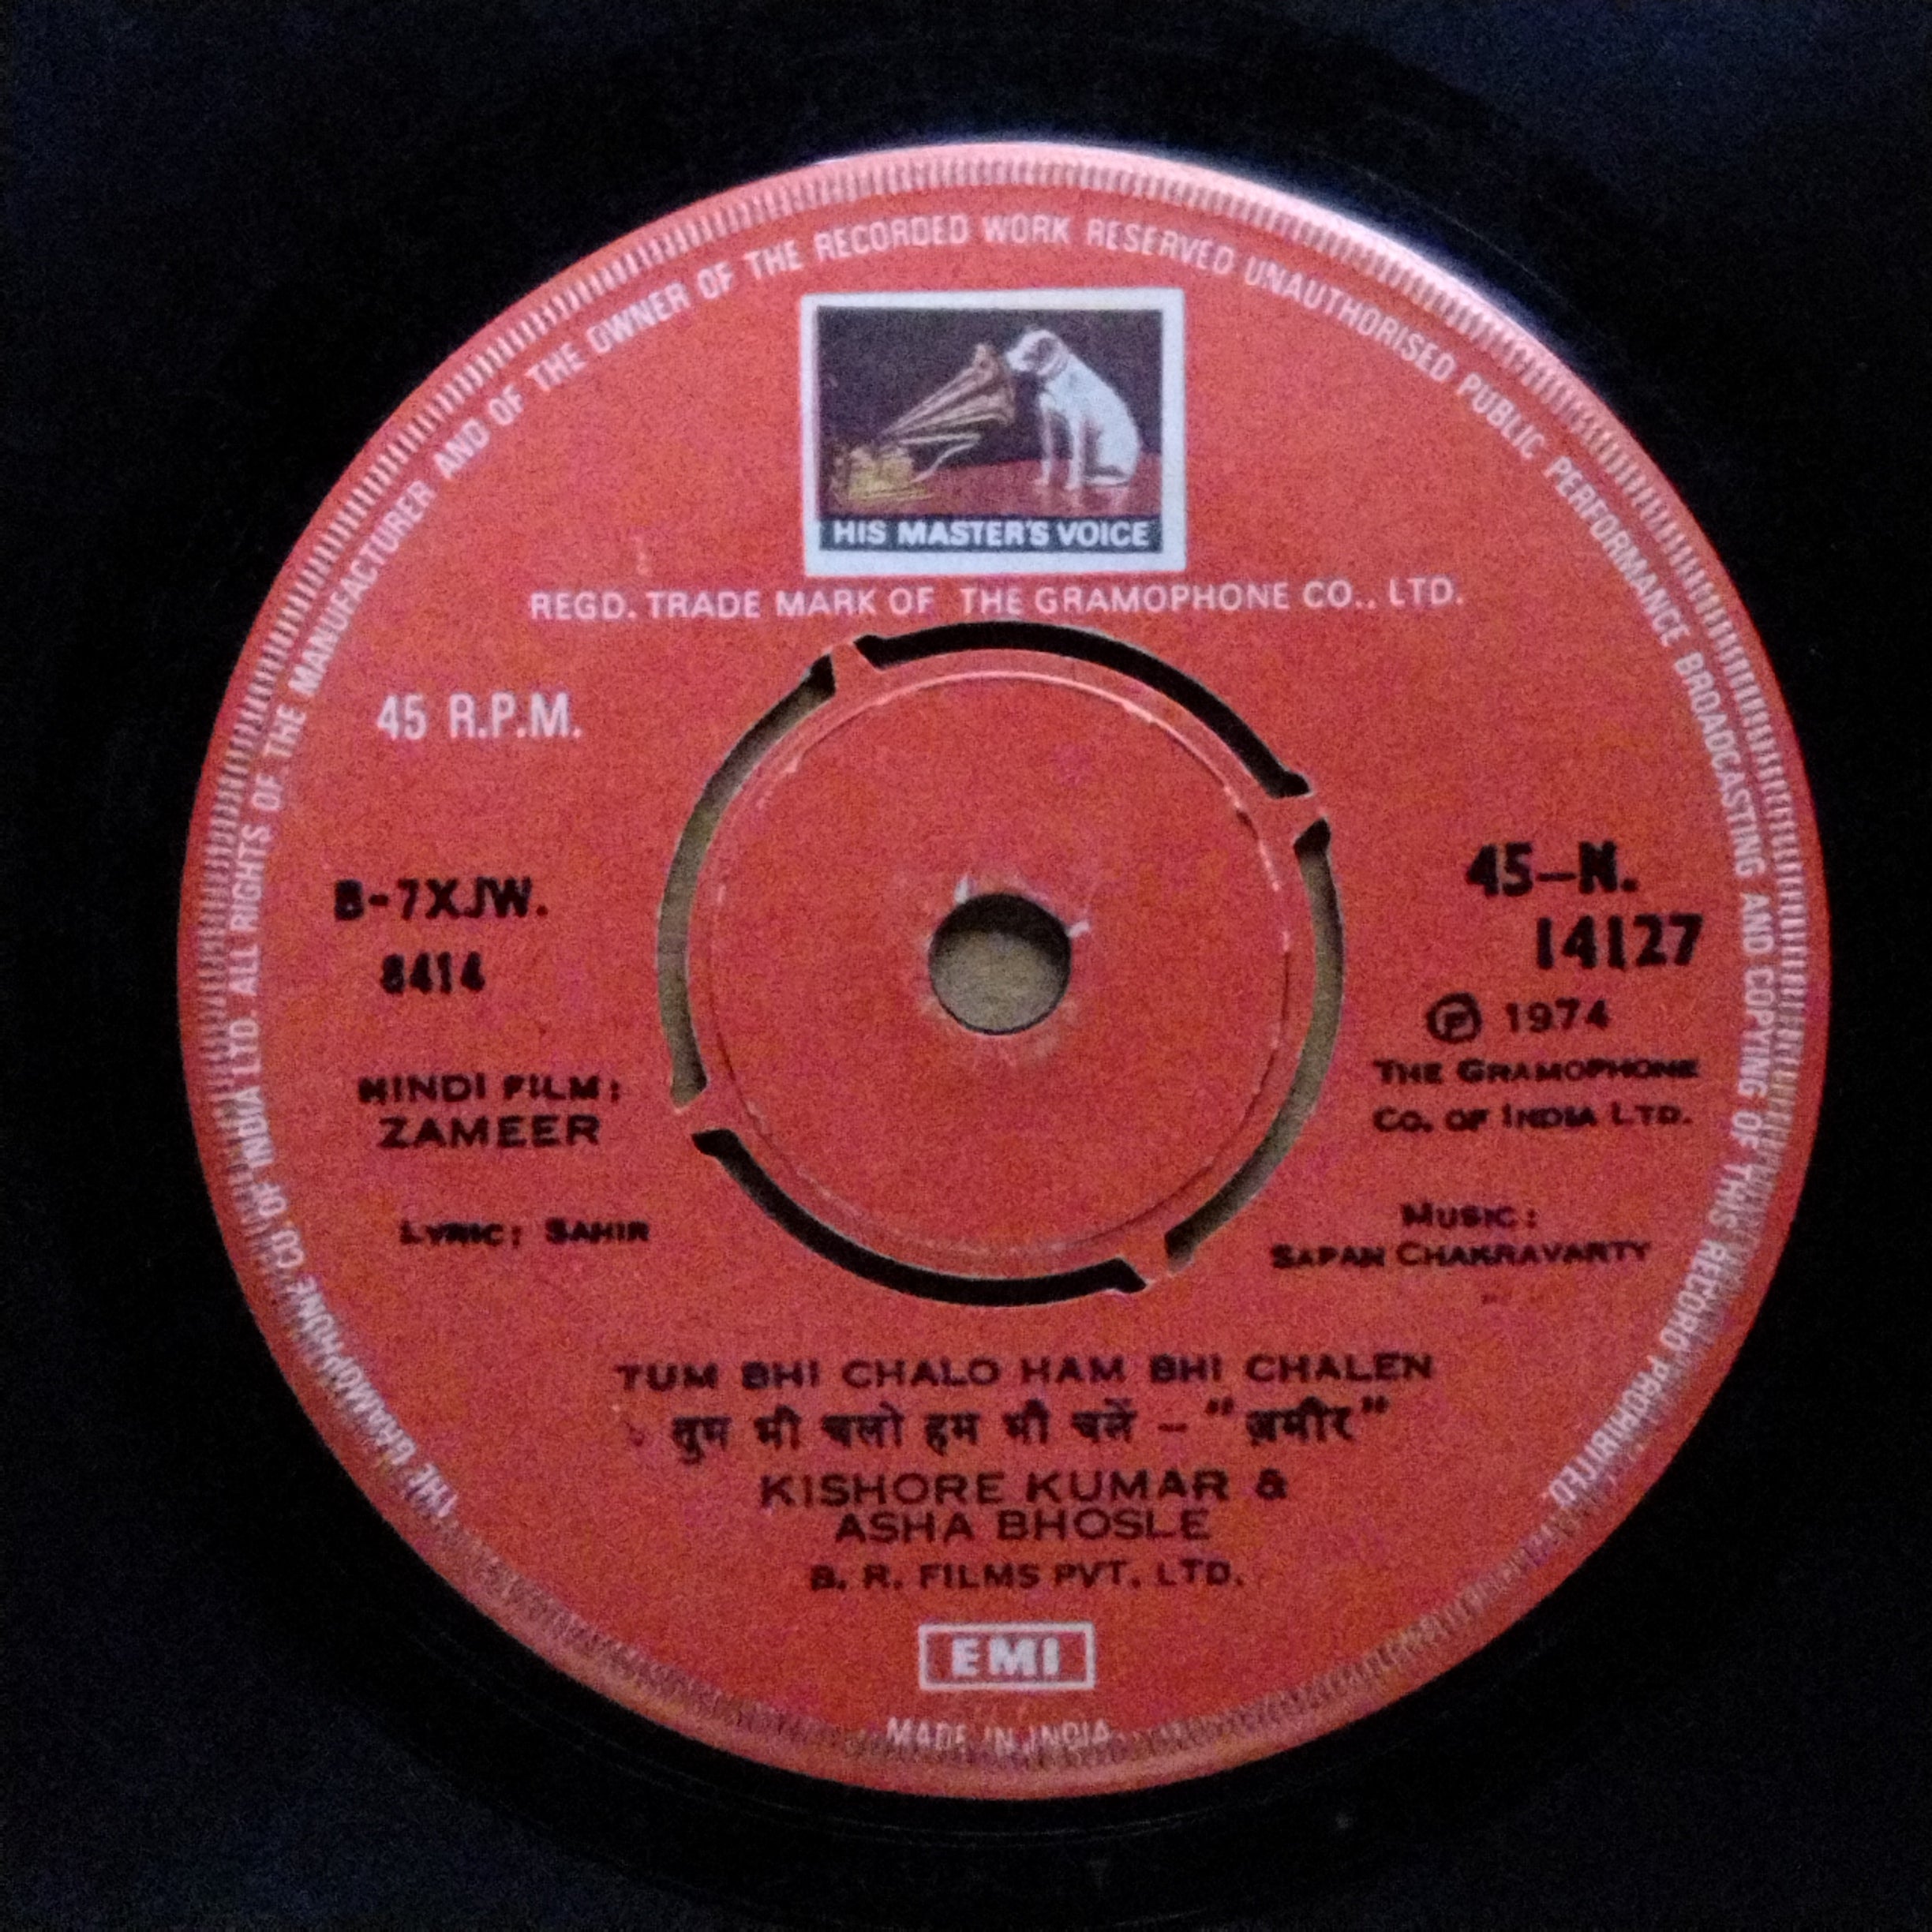 THE GRAMOPHONE CO. OF INDIA LTD. ALL RIGHTS OF THE MANUFACTURER AND OF THE OWNER OF THE RECORDED WORK RESERVED UNAUTHORISED PUBLIC PERFORMANCE BROADCASTING AND COPYING OF THIS RECORD PROHIBITED
HIS MASTER'S VOICE
REGD. TRADE MARK OF THE GRAMOPHONE CO., LTD.
45 R.P.M.
B-7XJW.
8414
45-N.
14127
Ⓟ 1974
THE GRAMOPHONE
CO. OF INDIA LTD.
HINDI FILM:
ZAMEER
LYRIC: SAHIR
MUSIC:
SAPAN CHAKRAVARTY
TUM BHI CHALO HAM BHI CHALEN
तुम भी चलो हम भी चलें - "ज़मीर"
KISHORE KUMAR &
ASHA BHOSLE
B. R. FILMS PVT. LTD.
EMI
MADE IN INDIA